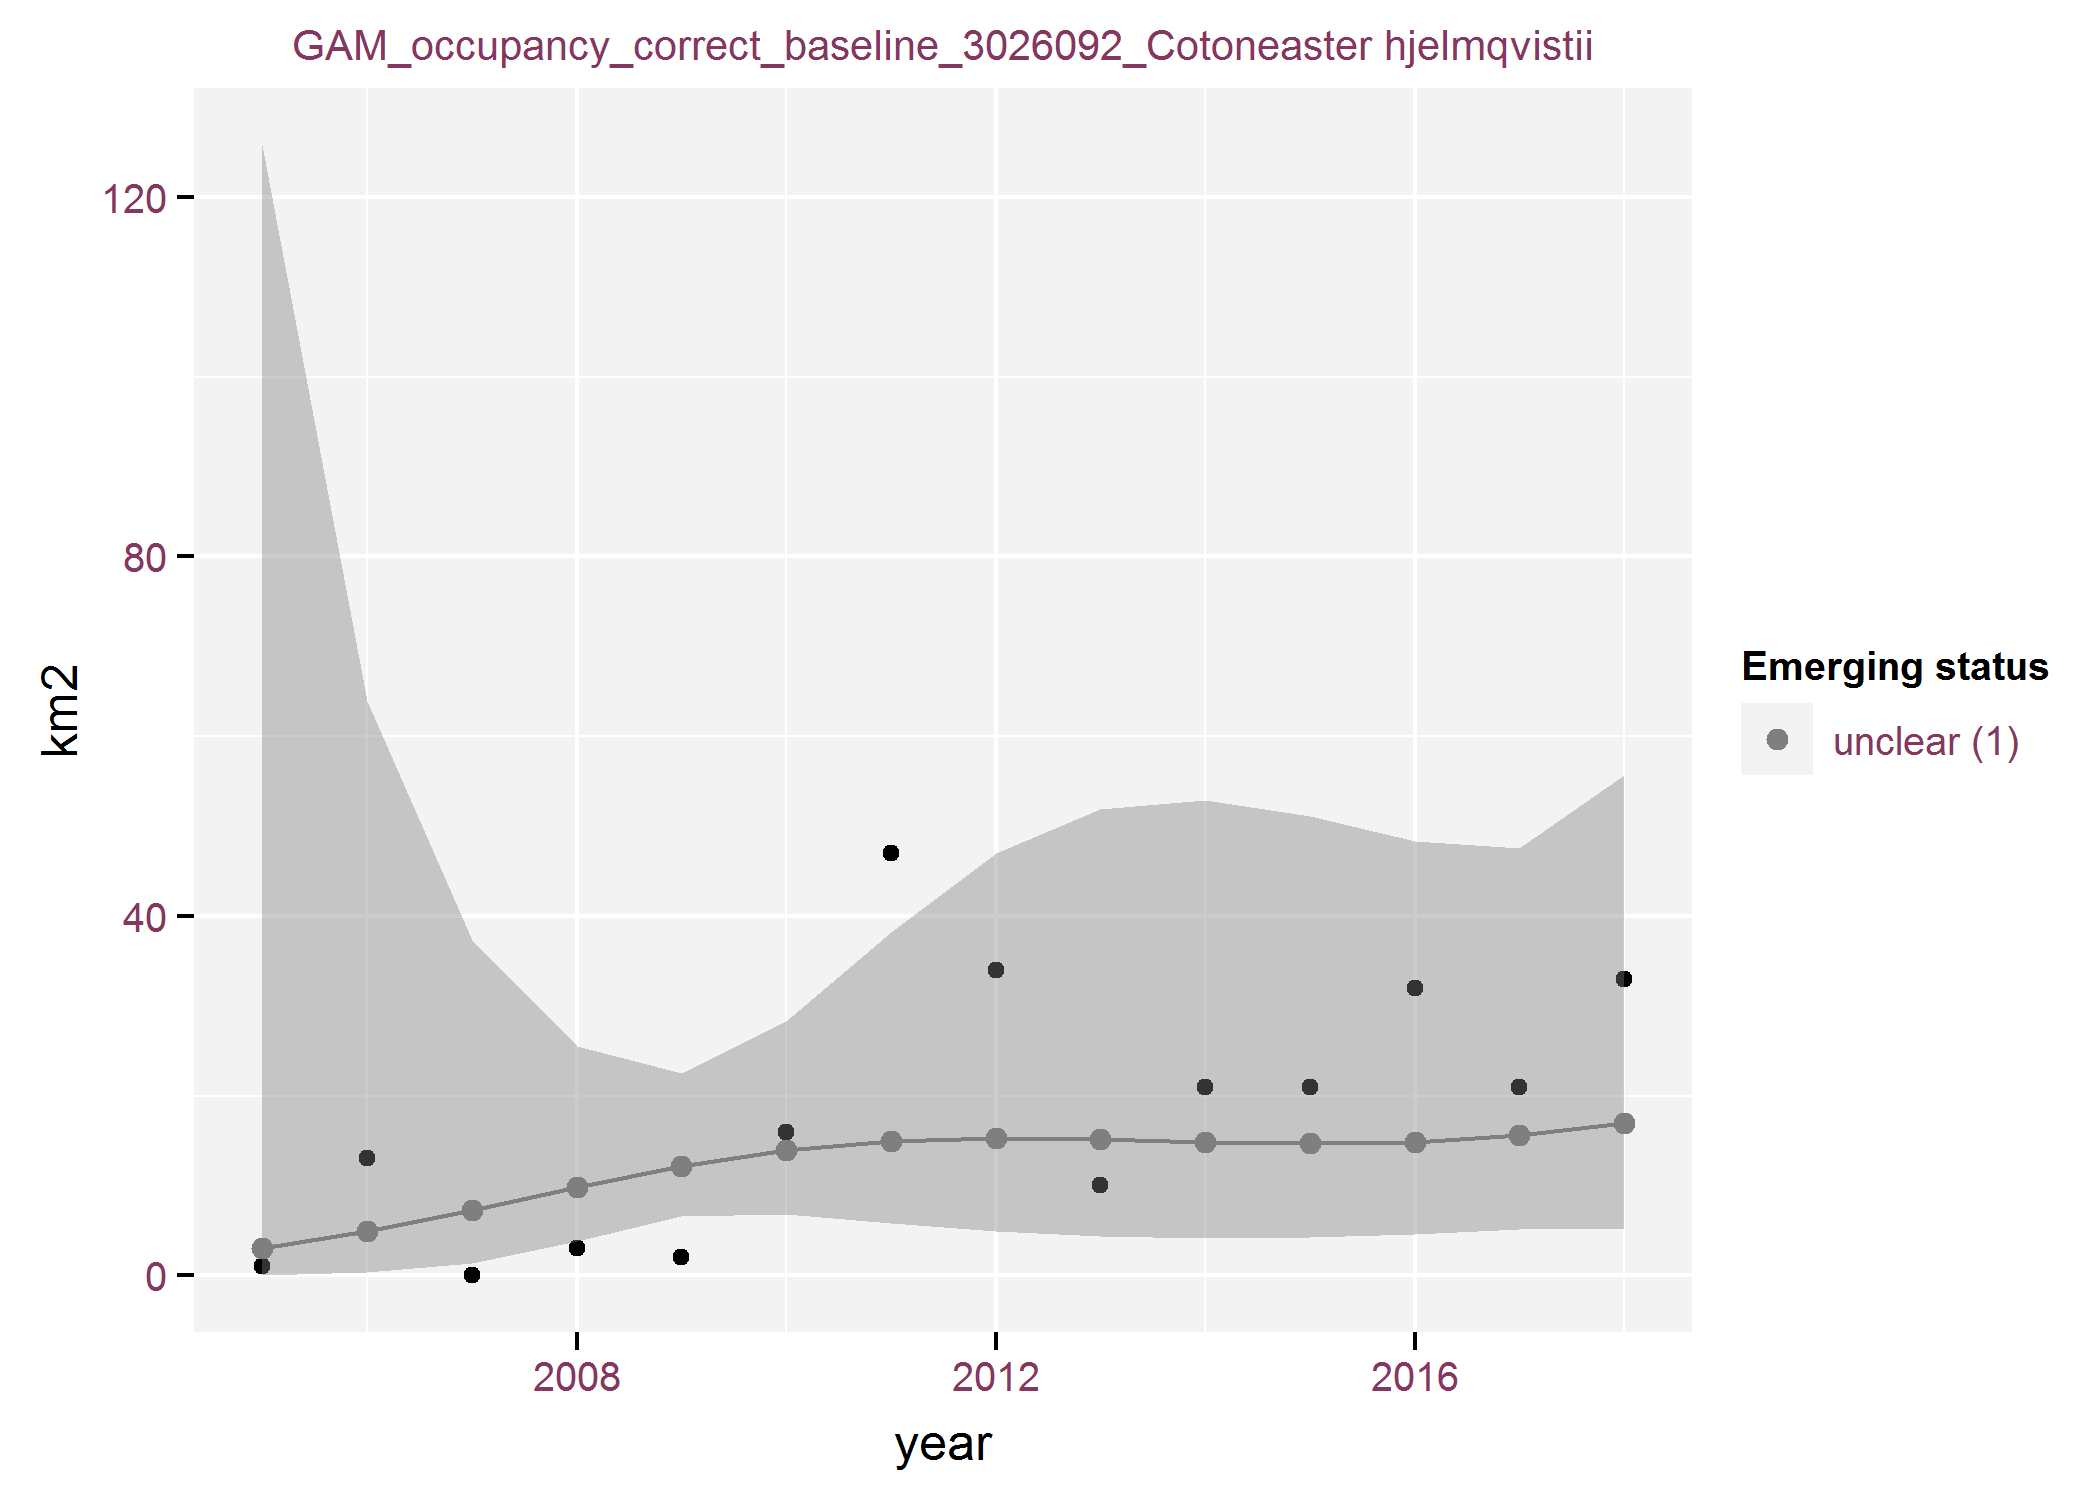 GAM_occupancy_correct_baseline_3026092_Cotoneaster hjelmqvistii
120
80
40
0
km2
2008 2012 2016
year
Emerging status
unclear (1)